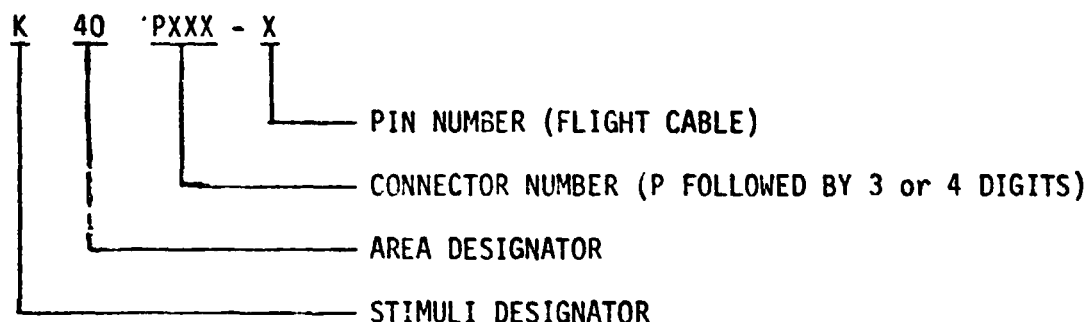 K 40 PXXX - X
PIN NUMBER (FLIGHT CABLE)
CONNECTOR NUMBER (P FOLLOWED BY 3 or 4 DIGITS)
AREA DESIGNATOR
STIMULI DESIGNATOR